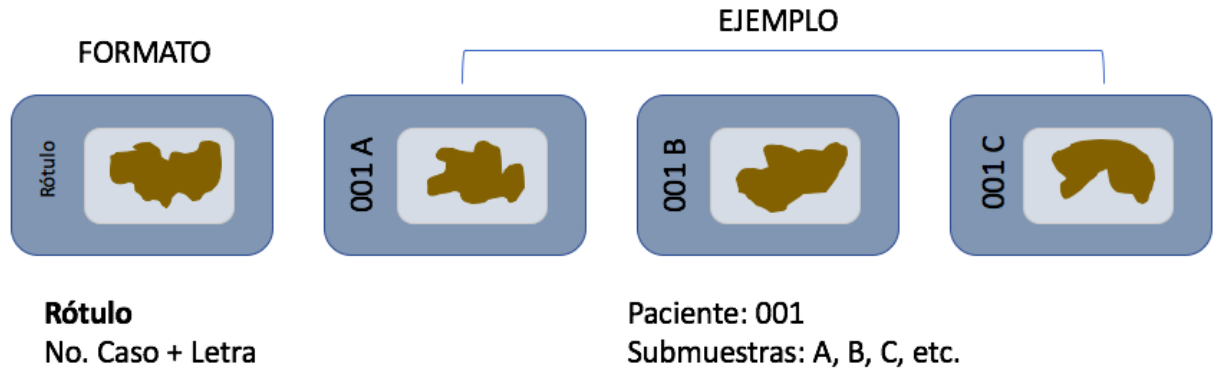 EJEMPLO
FORMATO
Rótulo
001 A
001 B
001 C
Rótulo
No. Caso + Letra
Paciente: 001
Submuestras: A, B, C, etc.